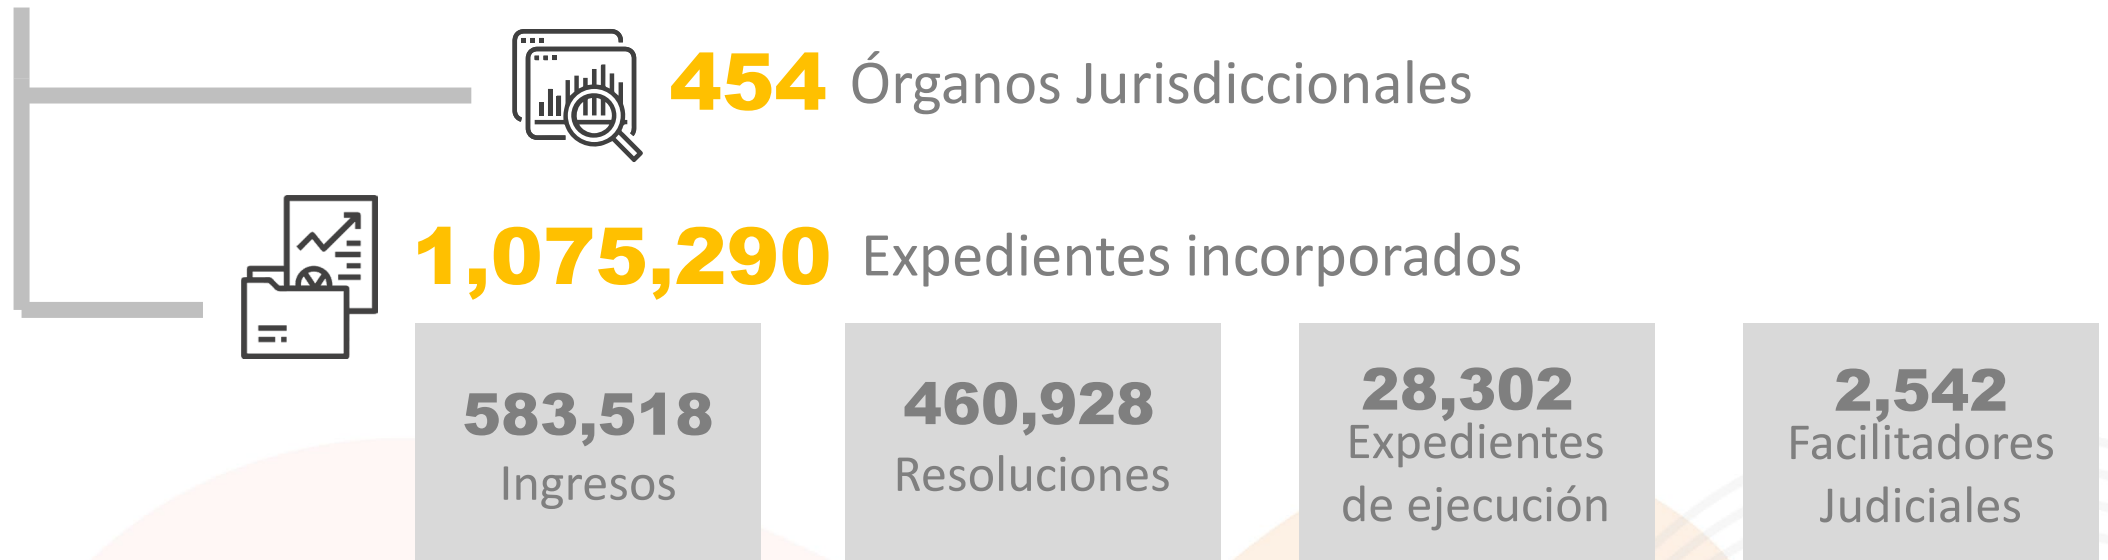 454 Órganos Jurisdiccionales
1,075,290 Expedientes incorporados
583,518
Ingresos
460,928
Resoluciones
28,302
Expedientes
de ejecución
2,542
Facilitadores
Judiciales